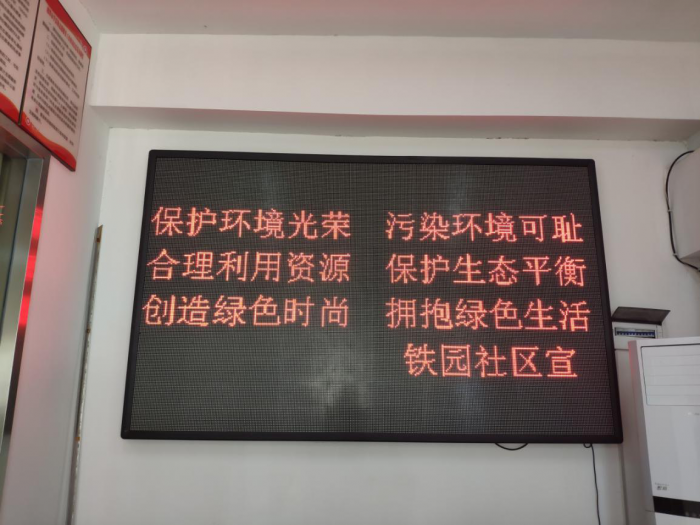 保护环境光荣 污染环境可耻
合理利用资源 保护生态平衡
创造绿色时尚 拥抱绿色生活
铁园社区宣